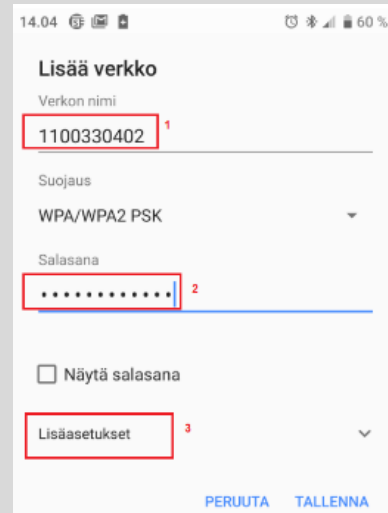 14.04 60 %
Lisää verkko
Verkon nimi
1100330402 1
Suojaus
WPA/WPA2 PSK
Salasana
•••••••••••• 2
Näytä salasana
Lisäasetukset 3
PERUUTA TALLENNA